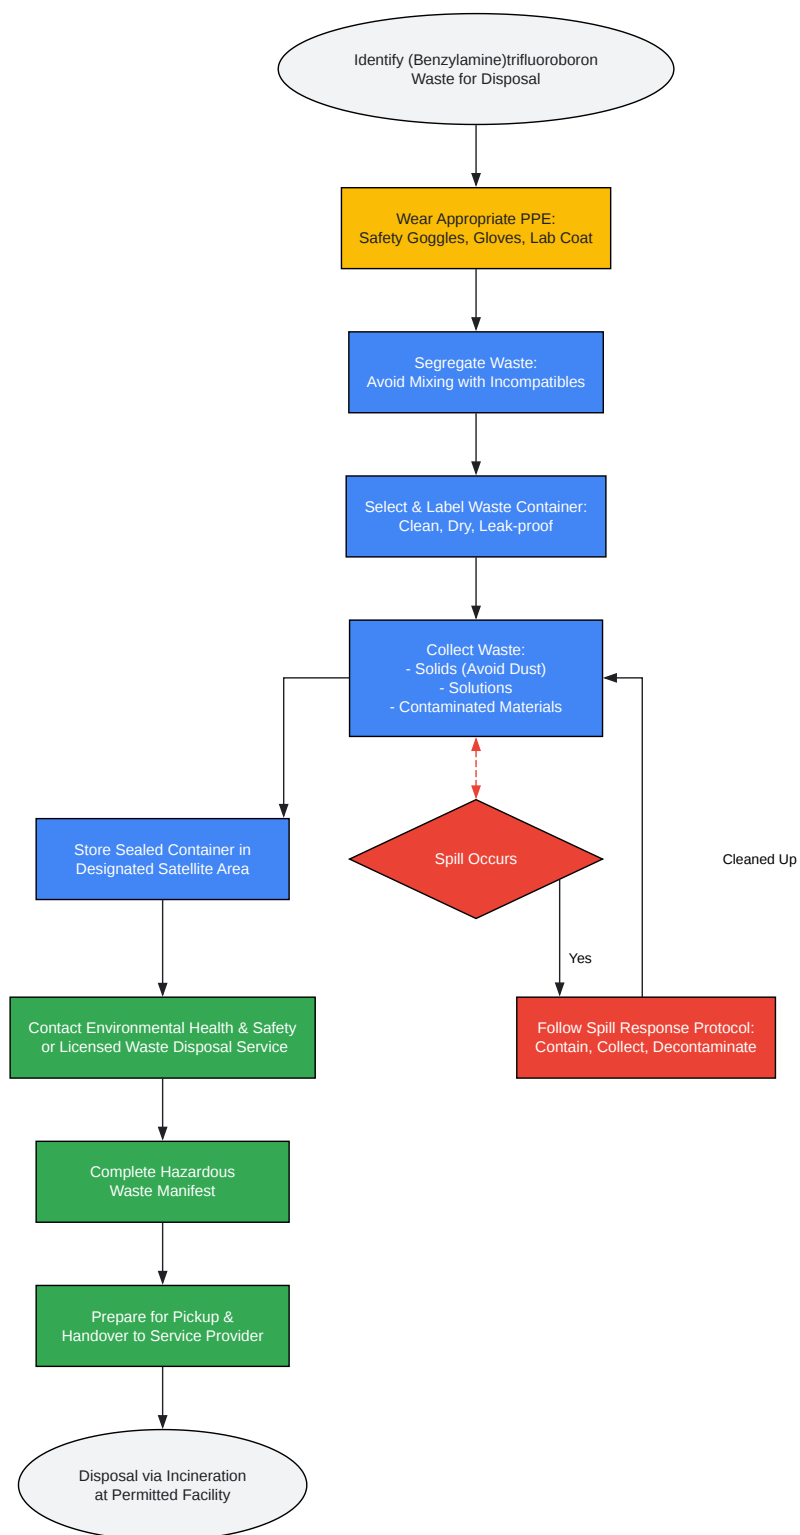 Identify (Benzylamine)trifluoroboron
Waste for Disposal
Wear Appropriate PPE:
Safety Goggles, Gloves, Lab Coat
Segregate Waste:
Avoid Mixing with Incompatibles
Select & Label Waste Container:
Clean, Dry, Leak-proof
Collect Waste:
- Solids (Avoid Dust)
- Solutions
- Contaminated Materials
Store Sealed Container in
Designated Satellite Area
Spill Occurs
Cleaned Up
Yes
Contact Environmental Health & Safety
or Licensed Waste Disposal Service
Follow Spill Response Protocol:
Contain, Collect, Decontaminate
Complete Hazardous
Waste Manifest
Prepare for Pickup &
Handover to Service Provider
Disposal via Incineration
at Permitted Facility